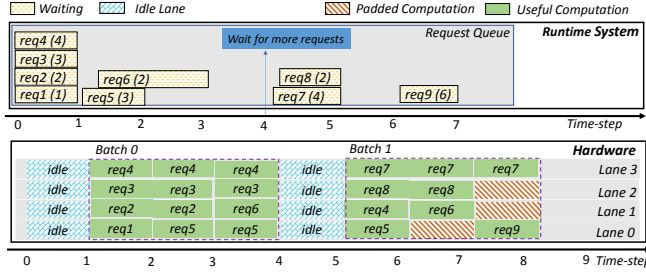 Waiting Idle Lane Padded Computation Useful Computation
req4 (4) Wait for more requests Request Queue Runtime System
req3 (3)
req2 (2) req6 (2) req8 (2)
req1 (1) req5 (3) req7 (4) req9 (6)
0 1 2 3 4 5 6 7 Time-step
Batch 0 Batch 1 Hardware
idle req4 req4 req4 idle req7 req7 req7 Lane 3
idle req3 req3 req3 idle req8 req8 Lane 2
idle req2 req2 req6 idle req4 req6 Lane 1
idle req1 req5 req5 idle req5 req9 Lane 0
0 1 2 3 4 5 6 7 8 9 Time-step